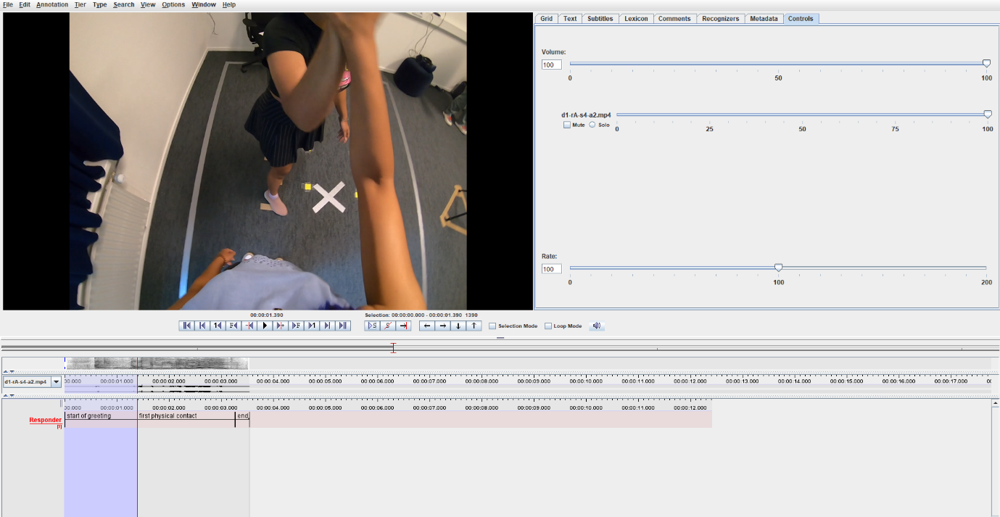 File Edit Annotation Tier Type Search View Options Window Help
Grid Text Subtitles Lexicon Comments Recognizers Metadata Controls
Volume:
100
0 50 100
d1-rA-s4-a2.mp4
Mute Solo
0 25 50 75 100
Rate:
100
0 100 200
00:00:01.390
Selection: 00:00:00.000 - 00:00:01.390 1390
Selection Mode Loop Mode
d1-rA-s4-a2.mp4
00.000 00:00:01.000 00:00:02.000 00:00:03.000 00:00:04.000 00:00:05.000 00:00:06.000 00:00:07.000 00:00:08.000 00:00:09.000 00:00:10.000 00:00:11.000 00:00:12.000 00:00:13.000 00:00:14.000 00:00:15.000 00:00:16.000 00:00:17.000
00.000 00:00:01.000 00:00:02.000 00:00:03.000 00:00:04.000 00:00:05.000 00:00:06.000 00:00:07.000 00:00:08.000 00:00:09.000 00:00:10.000 00:00:11.000 00:00:12.000
Responder
start of greeting first physical contact end